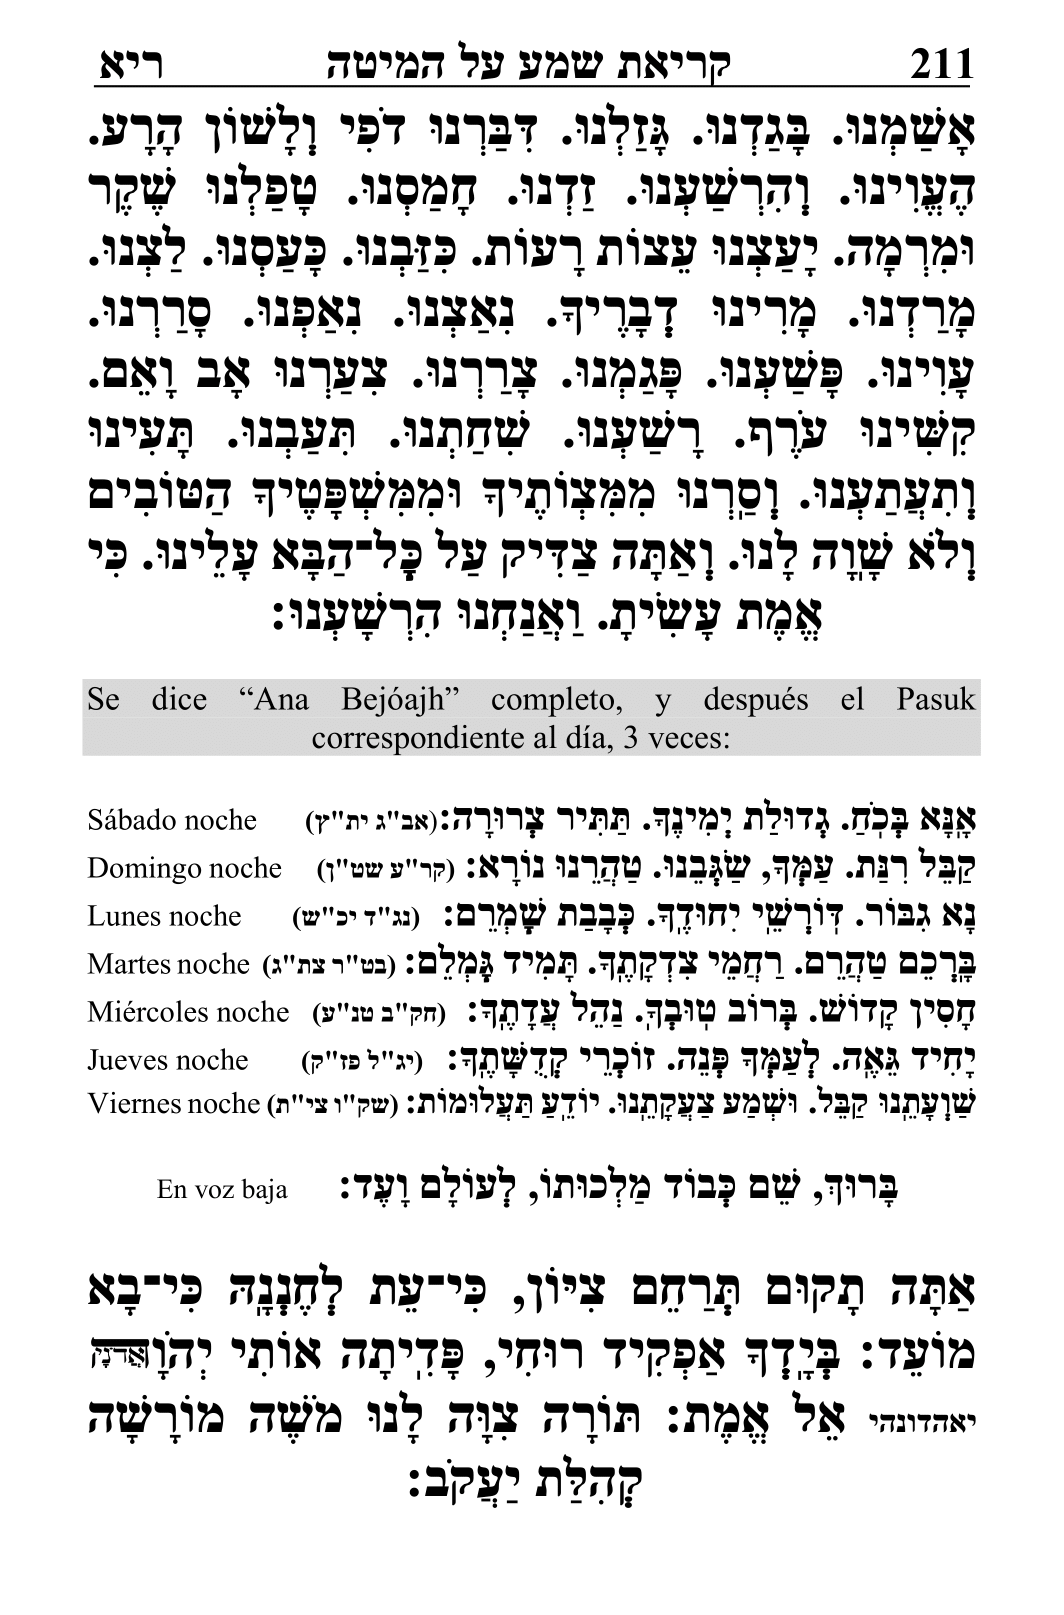 211 קריאת שמע על המיטה ריא
אָשַׁמְנוּ. בָּגַדְנוּ. גָּזַלְנוּ. דִּבַּרְנוּ דֹפִי וְלָשׁוֹן הָרָע.
הֶעֱוִינוּ. וְהִרְשַׁעְנוּ. זַדְנוּ. חָמַסְנוּ. טָפַלְנוּ שֶׁקֶר
וּמִרְמָה. יָעַצְנוּ עֵצוֹת רָעוֹת. כִּזַּבְנוּ. כָּעַסְנוּ. לַצְנוּ.
מָרַדְנוּ. מָרִינוּ דְבָרֶיךָ. נִאַצְנוּ. נִאַפְנוּ. סָרַרְנוּ.
עָוִינוּ. פָּשַׁעְנוּ. פָּגַמְנוּ. צָרַרְנוּ. צִעַרְנוּ אָב וָאֵם.
קִשִּׁינוּ עֹרֶף. רָשַׁעְנוּ. שִׁחַתְנוּ. תִּעַבְנוּ. תָּעִינוּ
וְתִעֲתַעְנוּ. וְסַרְנוּ מִמִּצְוֹתֶיךָ וּמִמִּשְׁפָּטֶיךָ הַטּוֹבִים
וְלֹא שָׁוָה לָנוּ. וְאַתָּה צַדִּיק עַל כָּל־הַבָּא עָלֵינוּ. כִּי
אֱמֶת עָשִׂיתָ. וַאֲנַחְנוּ הִרְשָׁעְנוּ:
Se dice “Ana Bejóajh” completo, y después el Pasuk
correspondiente al día, 3 veces:
Sábado noche אָנָּא בְּכֹחַ. גְדוּלַת יְמִינֶךָ. תַּתִּיר צְרוּרָה:(אב"ג ית"ץ)
Domingo noche קַבֵּל רִנַּת. עַמְּךָ, שַׂגְּבֵנוּ. טַהֲרֵנוּ נוֹרָא: (קר"ע שט"ן)
Lunes noche נָא גִבּוֹר. דּוֹרְשֵׁי יִחוּדֶךָ. כְּבָבַת שָׁמְרֵם: (נג"ד יכ"ש)
Martes noche בָּרְכֵם טַהֲרֵם. רַחֲמֵי צִדְקָתֶךָ. תָּמִיד גָּמְלֵם: (בט"ר צת"ג)
Miércoles noche חָסִין קָדוֹשׁ. בְּרוֹב טוּבְךָ. נַהֵל עֲדָתֶךָ: (חק"ב טנ"ע)
Jueves noche יָחִיד גֵּאֶה. לְעַמְּךָ פְּנֵה. זוֹכְרֵי קְדֻשָּׁתֶךָ: (יג"ל פז"ק)
Viernes noche שַׁוְעָתֵנוּ קַבֵּל. וּשְׁמַע צַעֲקָתֵנוּ. יוֹדֵעַ תַּעֲלוּמוֹת: (שק"ו צי"ת)
En voz baja בָּרוּךְ, שֵׁם כְּבוֹד מַלְכוּתוֹ, לְעוֹלָם וָעֶד:
אַתָּה תָקוּם תְּרַחֵם צִיּוֹן, כִּי־עֵת לְחֶנְנָהּ כִּי־בָא
מוֹעֵד: בְּיָדְךָ אַפְקִיד רוּחִי, פָּדִיתָה אוֹתִי יְהֹוָה אֲדֹנָי
יאהדונהי אֵל אֱמֶת: תּוֹרָה צִוָּה לָנוּ מֹשֶׁה מוֹרָשָׁה
קְהִלַּת יַעֲקֹב: